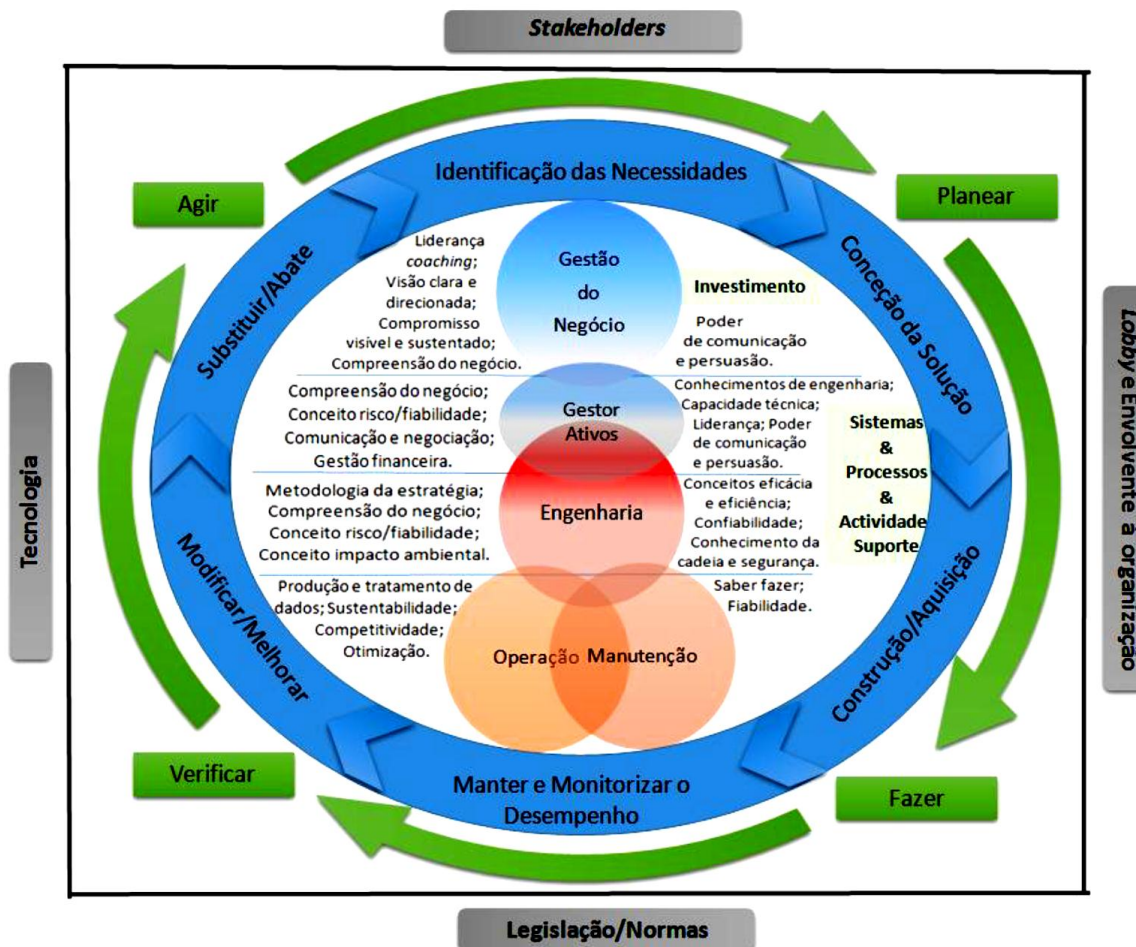 Stakeholders
Agir
Planear
Identificação das Necessidades
Conceção da Solução
Construção/Aquisição
Manter e Monitorizar o
Desempenho
Modificar/Melhorar
Substituir/Abate
Liderança
coaching;
Visão clara e
direcionada;
Compromisso
visível e sustentado;
Compreensão do negócio.
Gestão
do
Negócio
Investimento
Poder
de comunicação
e persuasão.
Compreensão do negócio;
Conceito risco/fiabilidade;
Comunicação e negociação;
Gestão financeira.
Gestor
Ativos
Conhecimentos de engenharia;
Capacidade técnica;
Liderança; Poder
de comunicação
e persuasão.
Sistemas
&
Processos
&
Actividade
Suporte
Metodologia da estratégia;
Compreensão do negócio;
Conceito risco/fiabilidade;
Conceito impacto ambiental.
Engenharia
Conceitos eficácia
e eficiência;
Confiabilidade;
Conhecimento da
cadeia e segurança.
Produção e tratamento de
dados; Sustentabilidade;
Competitividade;
Otimização.
Saber fazer;
Fiabilidade.
Operação
Manutenção
Verificar
Fazer
Tecnologia
Lobby e Envolvente a organização
Legislação/Normas